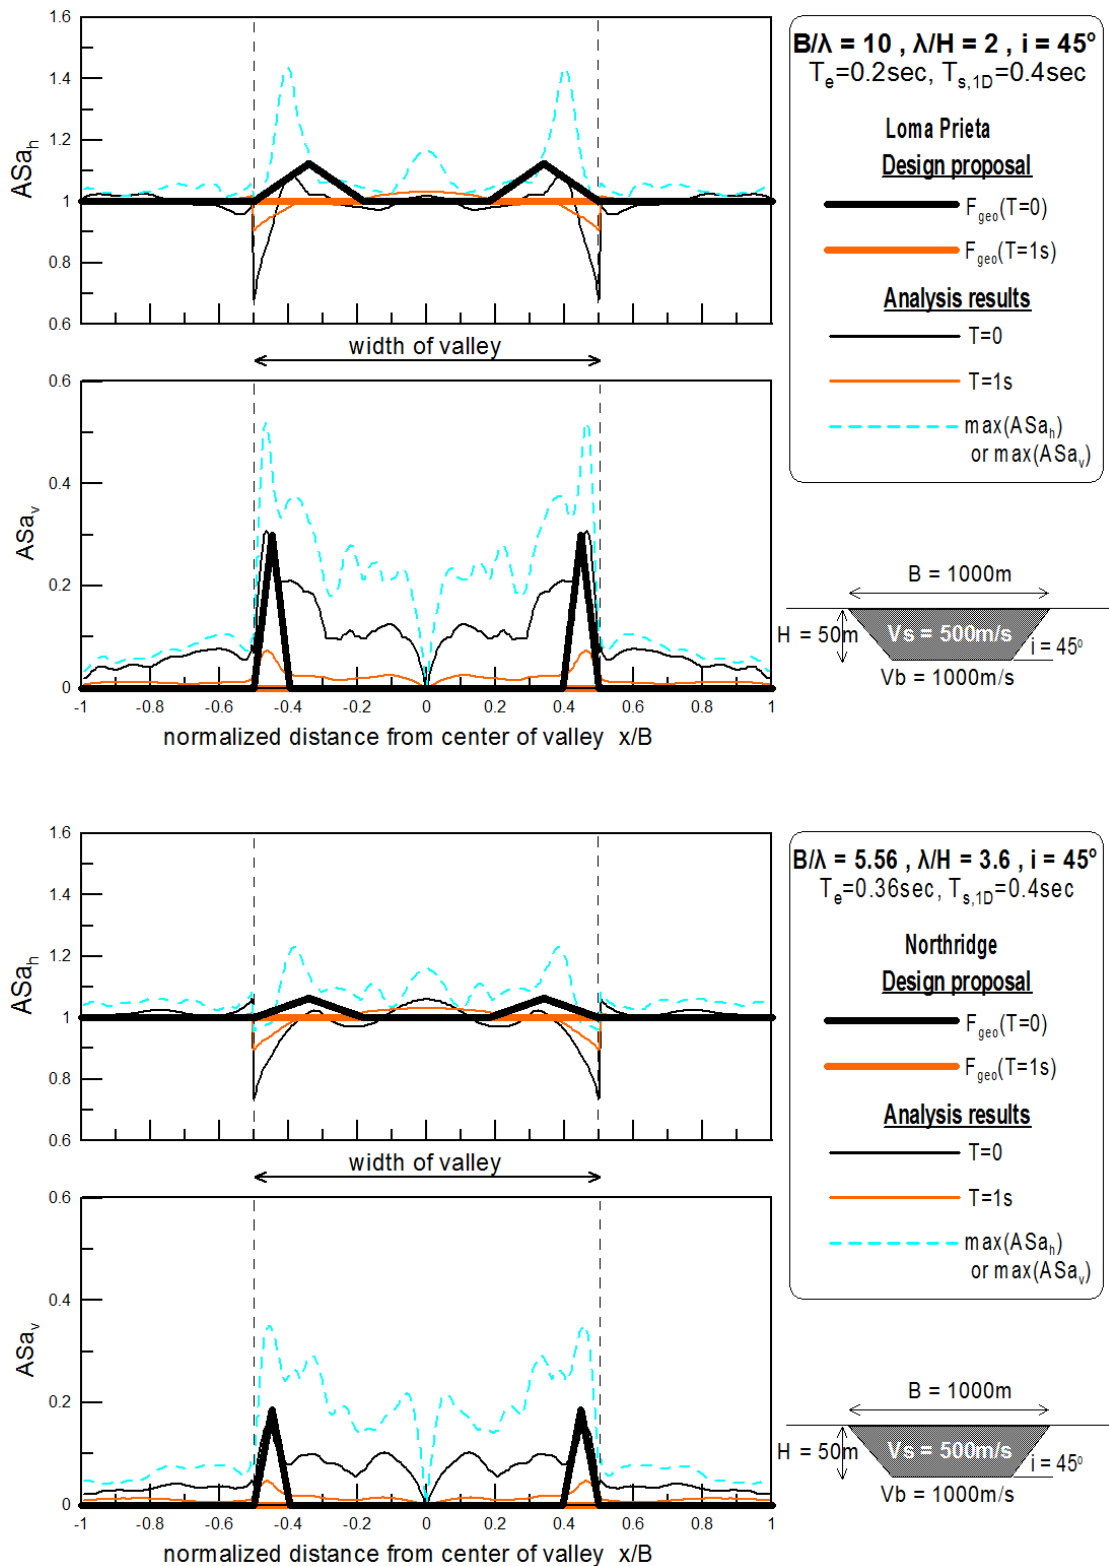 1.6
1.4
1.2
1
0.8
0.6
ASa_h
width of valley
0.6
0.4
0.2
0
ASa_v
-1 -0.8 -0.6 -0.4 -0.2 0 0.2 0.4 0.6 0.8 1
normalized distance from center of valley x/B
B/λ = 10 , λ/H = 2 , i = 45º
T_e=0.2sec, T_s,1D=0.4sec
Loma Prieta
Design proposal
F_geo(T=0)
F_geo(T=1s)
Analysis results
T=0
T=1s
max(ASa_h)
or max(ASa_v)
B = 1000m
H = 50m
Vs = 500m/s
i = 45º
Vb = 1000m/s
1.6
1.4
1.2
1
0.8
0.6
ASa_h
width of valley
0.6
0.4
0.2
0
ASa_v
-1 -0.8 -0.6 -0.4 -0.2 0 0.2 0.4 0.6 0.8 1
normalized distance from center of valley x/B
B/λ = 5.56 , λ/H = 3.6 , i = 45º
T_e=0.36sec, T_s,1D=0.4sec
Northridge
Design proposal
F_geo(T=0)
F_geo(T=1s)
Analysis results
T=0
T=1s
max(ASa_h)
or max(ASa_v)
B = 1000m
H = 50m
Vs = 500m/s
i = 45º
Vb = 1000m/s